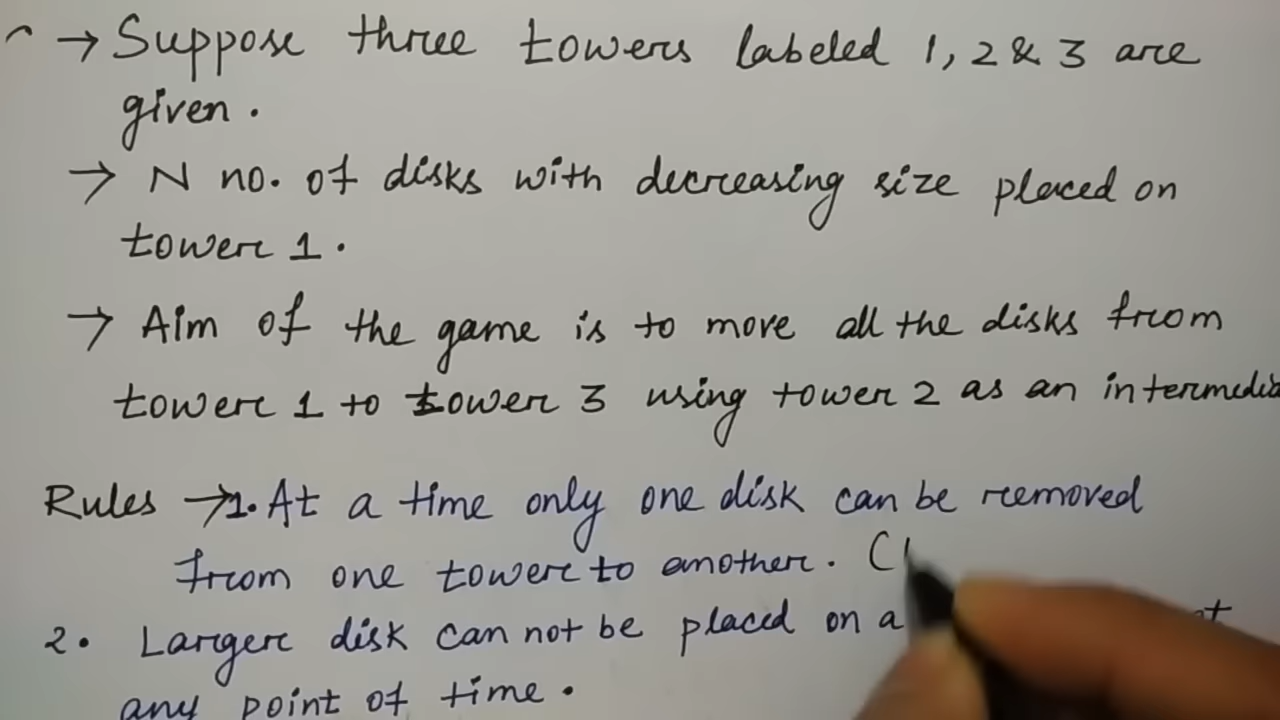 → Suppose three towers labeled 1, 2 & 3 are
given.
→ N no. of disks with decreasing size placed on
tower 1.
→ Aim of the game is to move all the disks from
tower 1 to tower 3 using tower 2 as an
Rules → 1. At a time only one disk can be removed
from one tower to another. (
2. Larger disk can not be placed on a
any point of time.